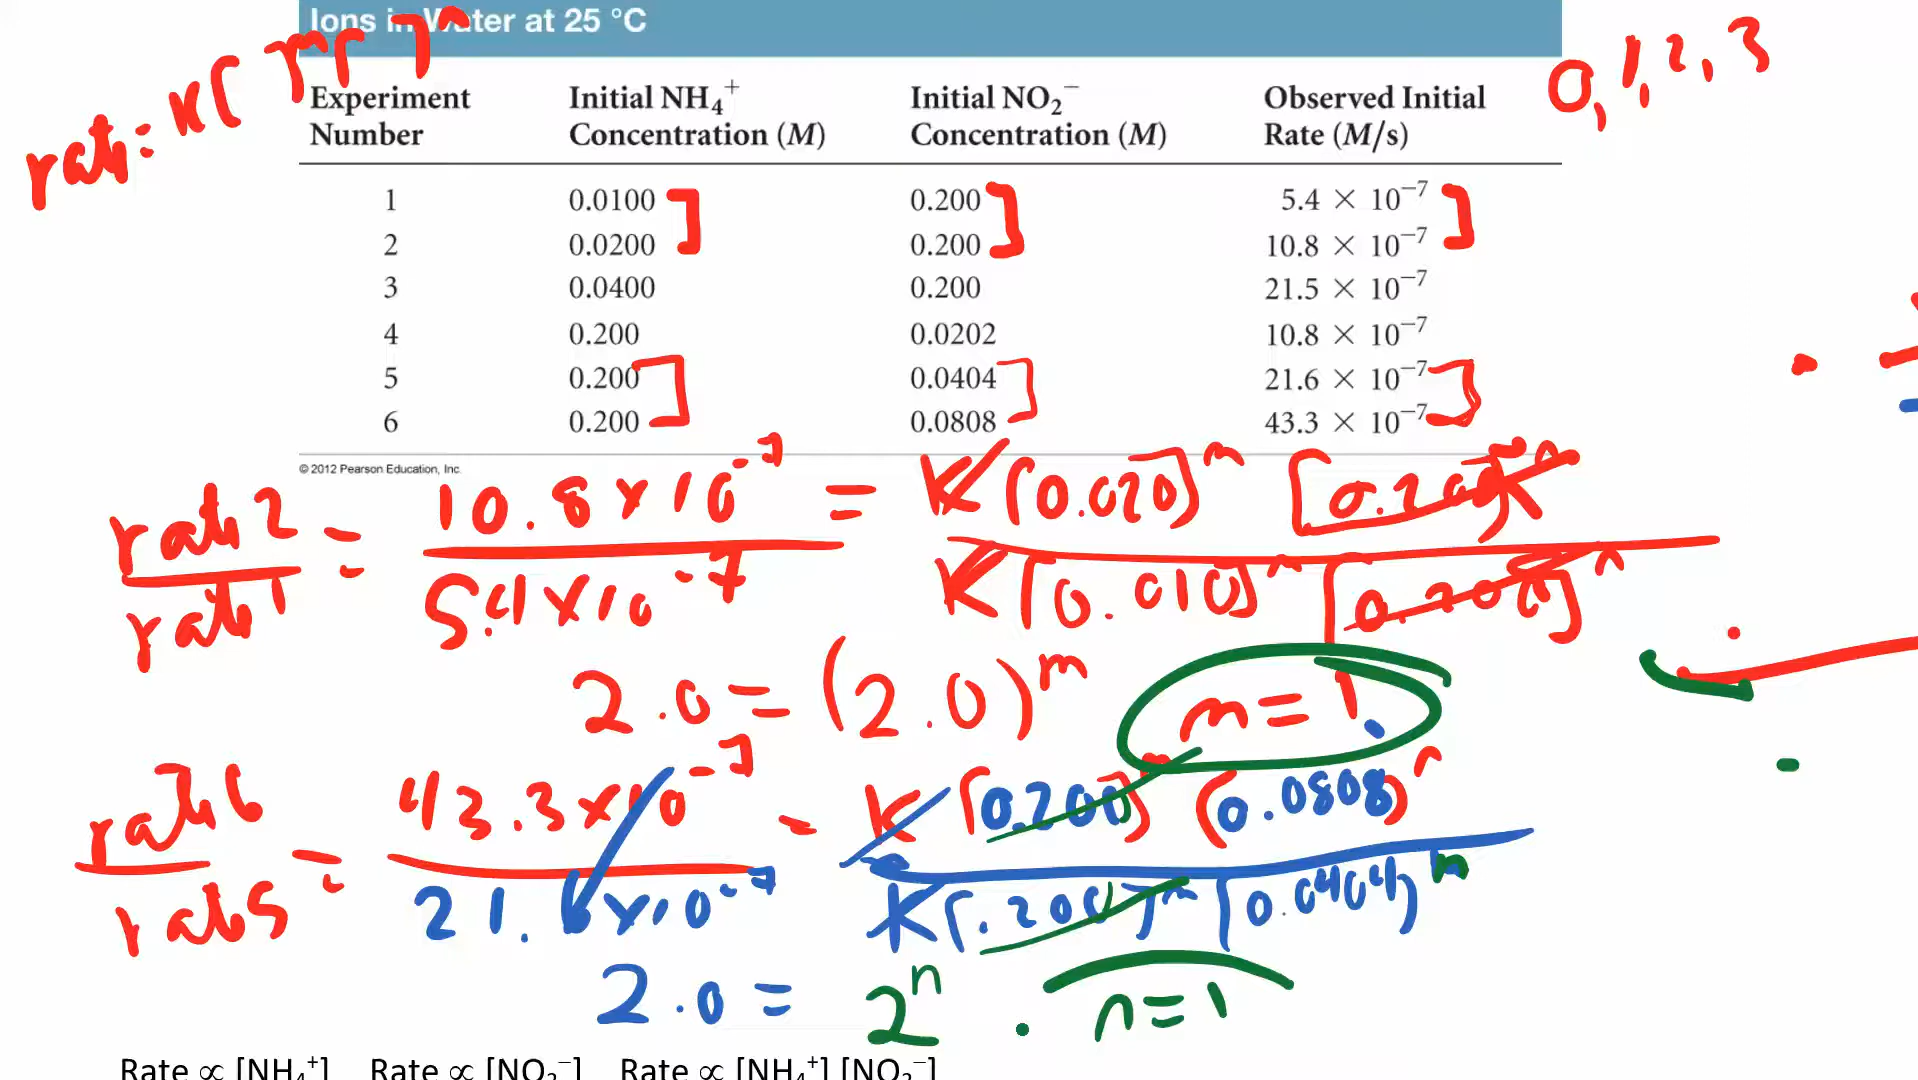 Ions in Water at 25 °C
rate = K[ ]ᵐ[ ]ⁿ
0, 1, 2, 3
Experiment Number Initial NH₄⁺ Concentration (M) Initial NO₂⁻ Concentration (M) Observed Initial Rate (M/s)
1 0.0100 0.200 5.4 × 10⁻⁷
2 0.0200 0.200 10.8 × 10⁻⁷
3 0.0400 0.200 21.5 × 10⁻⁷
4 0.200 0.0202 10.8 × 10⁻⁷
5 0.200 0.0404 21.6 × 10⁻⁷
6 0.200 0.0808 43.3 × 10⁻⁷
© 2012 Pearson Education, Inc.
rate 2 / rate 1 = 10.8 x 10⁻⁷ / 5.4 x 10⁻⁷ = K[0.020]ᵐ [0.200]ⁿ / K[0.010]ᵐ [0.200]ⁿ
2.0 = (2.0)ᵐ m = 1
rate 6 / rate 5 = 43.3 x 10⁻⁷ / 21.6 x 10⁻⁷ = K[0.200]ᵐ [0.0808]ⁿ / K[.200]ᵐ [0.0404]ⁿ
2.0 = 2ⁿ n = 1
Rate ∝ [NH₄⁺] Rate ∝ [NO₂⁻] Rate ∝ [NH₄⁺] [NO₂⁻]